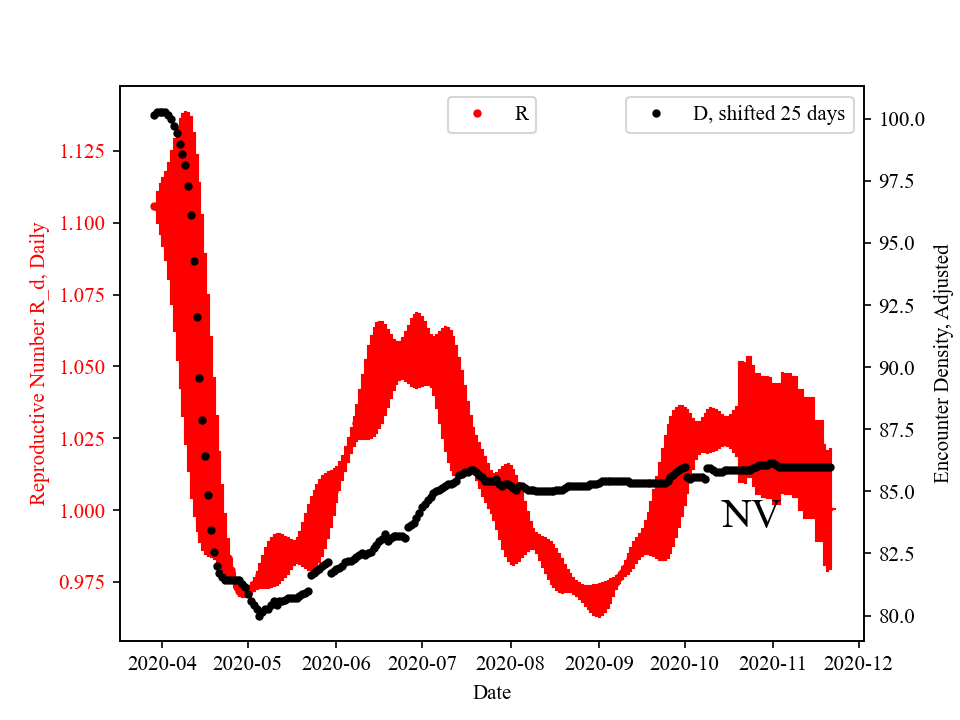 R
D, shifted 25 days
Reproductive Number R_d, Daily
1.125
1.100
1.075
1.050
1.025
1.000
0.975
100.0
97.5
95.0
92.5
90.0
87.5
85.0
82.5
80.0
Encounter Density, Adjusted
NV
2020-04 2020-05 2020-06 2020-07 2020-08 2020-09 2020-10 2020-11 2020-12
Date